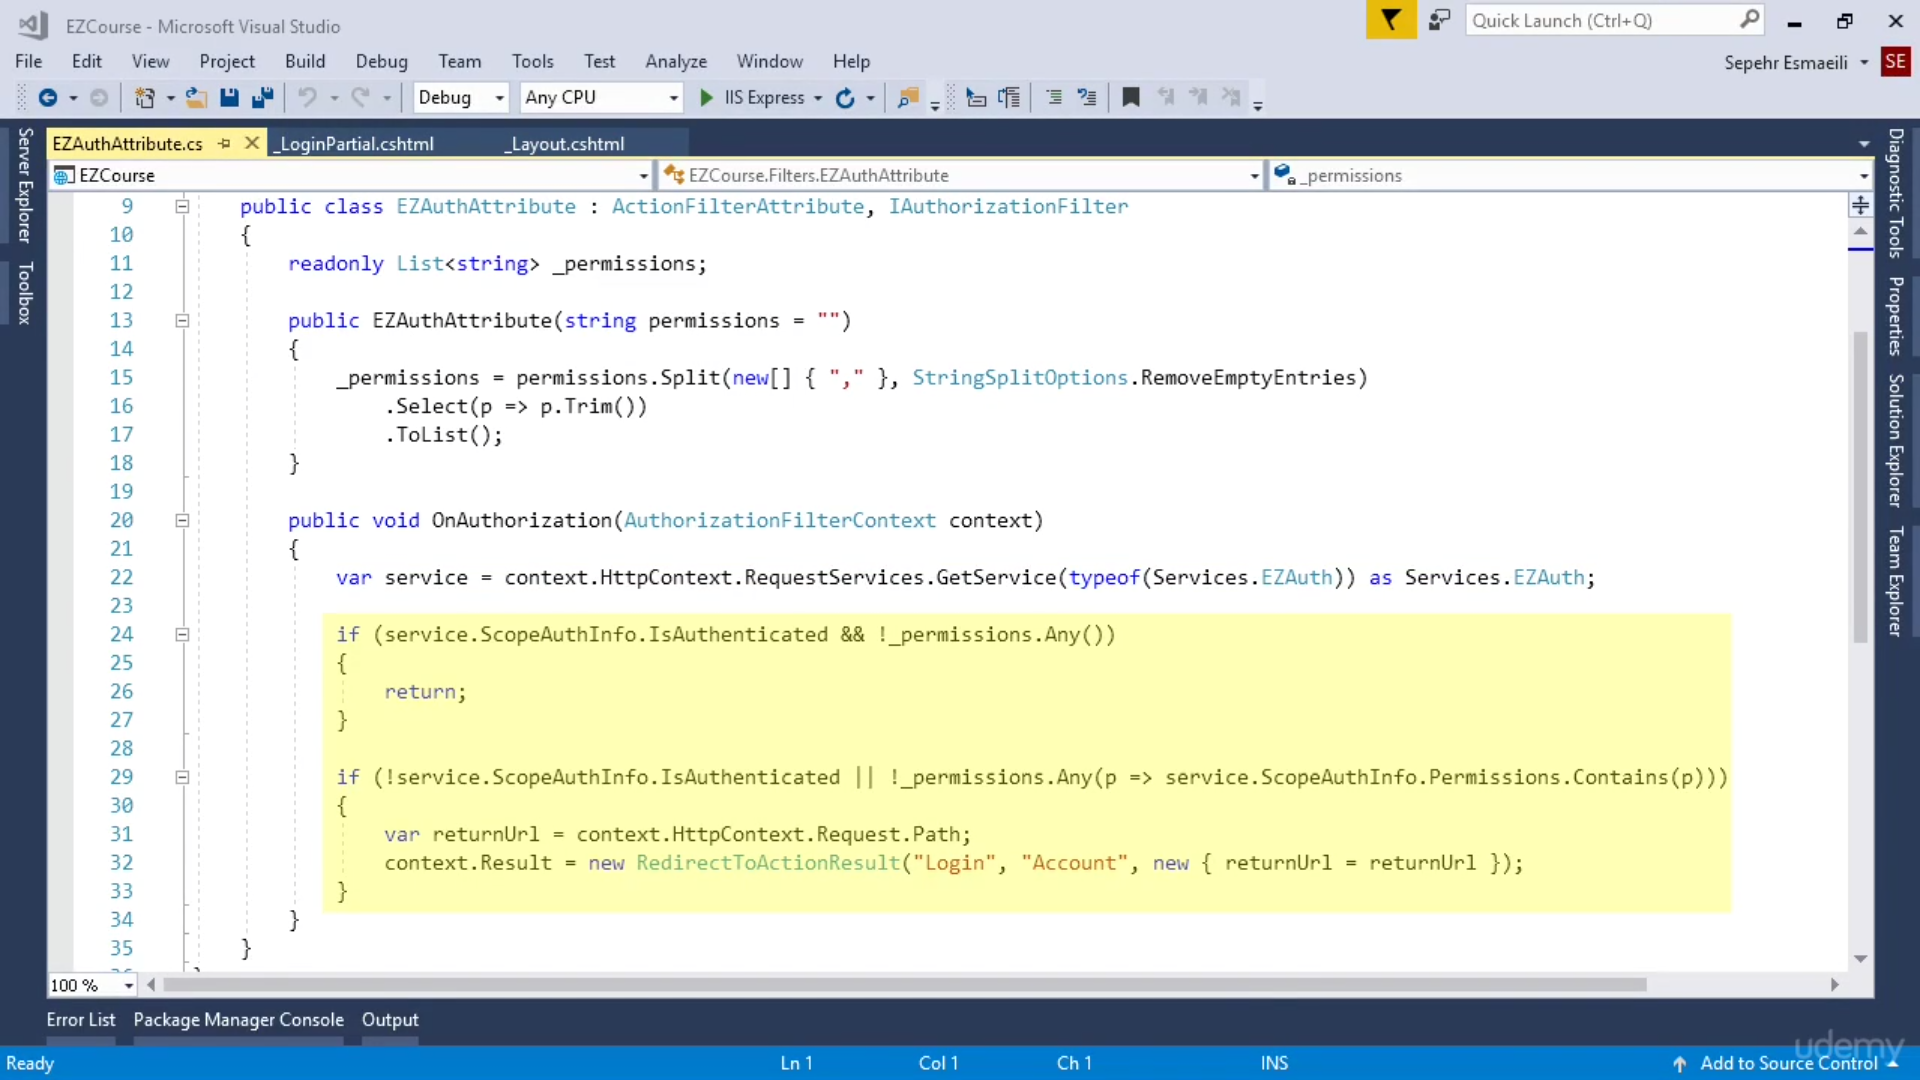 EZCourse - Microsoft Visual Studio
Quick Launch (Ctrl+Q)
File Edit View Project Build Debug Team Tools Test Analyze Window Help
Sepehr Esmaeili SE
Debug Any CPU IIS Express
EZAuthAttribute.cs _LoginPartial.cshtml _Layout.cshtml
EZCourse EZCourse.Filters.EZAuthAttribute _permissions
Server Explorer
Toolbox
9 public class EZAuthAttribute : ActionFilterAttribute, IAuthorizationFilter
10 {
11 readonly List<string> _permissions;
12
13 public EZAuthAttribute(string permissions = "")
14 {
15 _permissions = permissions.Split(new[] { "," }, StringSplitOptions.RemoveEmptyEntries)
16 .Select(p => p.Trim())
17 .ToList();
18 }
19
20 public void OnAuthorization(AuthorizationFilterContext context)
21 {
22 var service = context.HttpContext.RequestServices.GetService(typeof(Services.EZAuth)) as Services.EZAuth;
23
24 if (service.ScopeAuthInfo.IsAuthenticated && !_permissions.Any())
25 {
26 return;
27 }
28
29 if (!service.ScopeAuthInfo.IsAuthenticated || !_permissions.Any(p => service.ScopeAuthInfo.Permissions.Contains(p)))
30 {
31 var returnUrl = context.HttpContext.Request.Path;
32 context.Result = new RedirectToActionResult("Login", "Account", new { returnUrl = returnUrl });
33 }
34 }
35 }
Diagnostic Tools
Properties
Solution Explorer
Team Explorer
100 %
Error List Package Manager Console Output
udemy
Ready Ln 1 Col 1 Ch 1 INS Add to Source Control